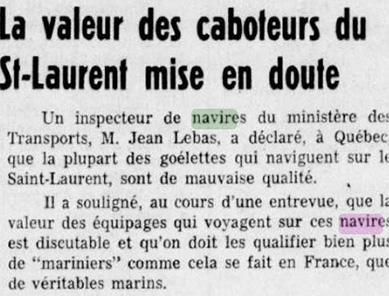 La valeur des caboteurs du
St-Laurent mise en doute
Un inspecteur de navires du ministère des
Transports, M. Jean Lebas, a déclaré, à Québec
que la plupart des goélettes qui naviguent sur le
Saint-Laurent, sont de mauvaise qualité.
Il a souligné, au cours d'une entrevue, que la
valeur des équipages qui voyagent sur ces navires
est discutable et qu'on doit les qualifier bien plus
de "mariniers" comme cela se fait en France, que
de véritables marins.